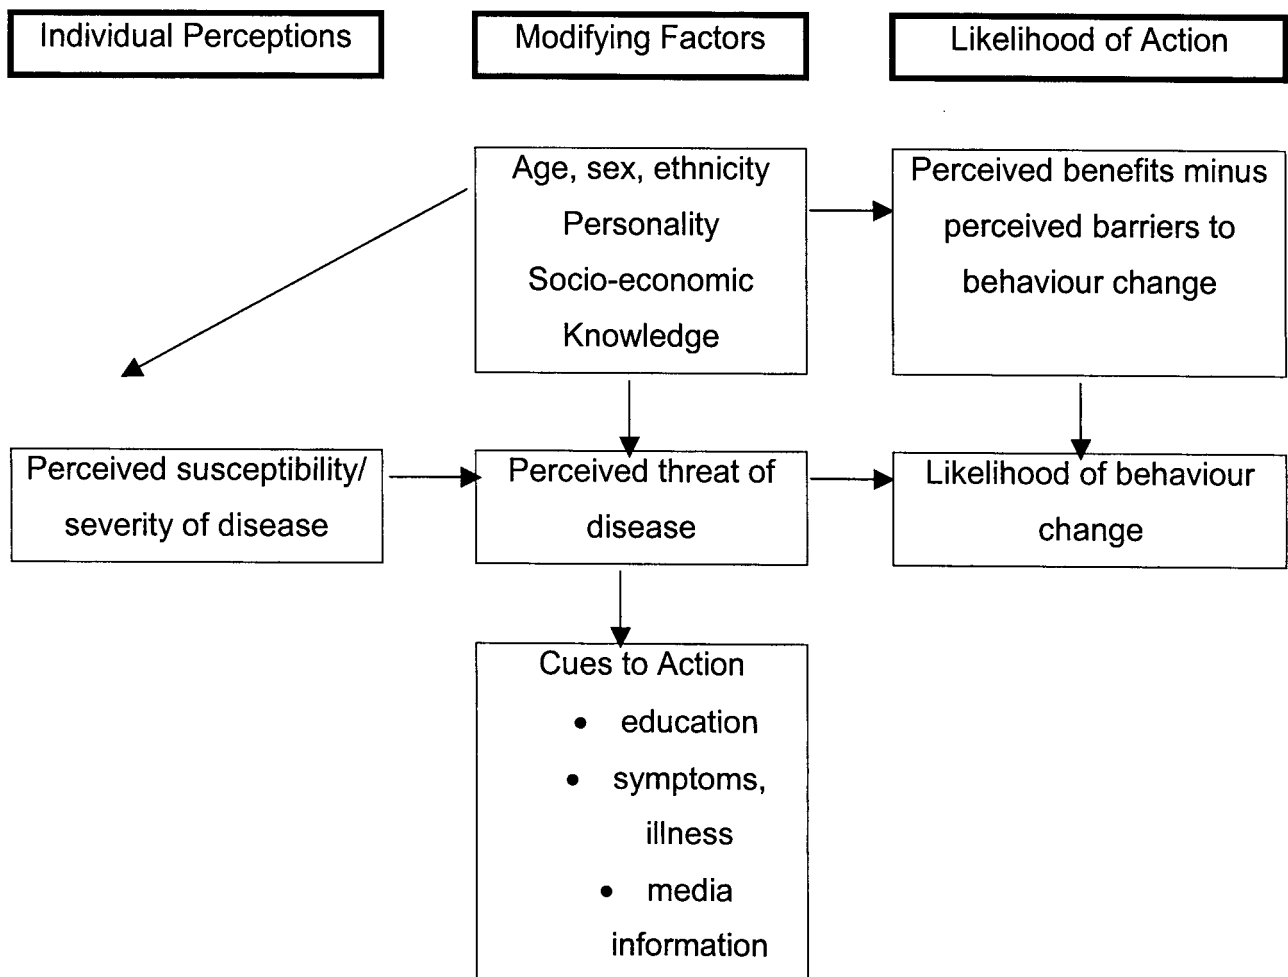 Individual Perceptions
Modifying Factors
Likelihood of Action
Age, sex, ethnicity
Personality
Socio-economic
Knowledge
Perceived benefits minus
perceived barriers to
behaviour change
Perceived susceptibility/
severity of disease
Perceived threat of
disease
Likelihood of behaviour
change
Cues to Action
• education
• symptoms,
illness
• media
information